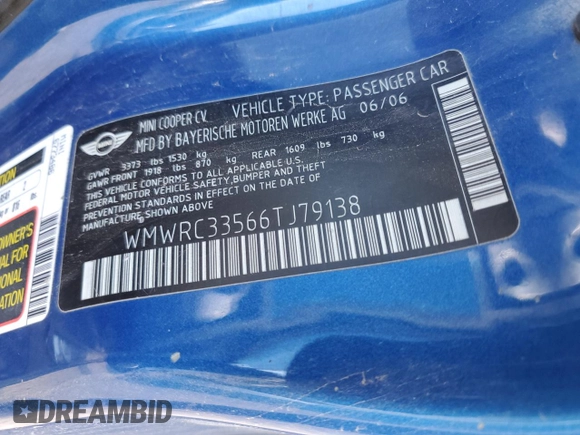 MINI COOPER CV. VEHICLE TYPE: PASSENGER CAR
MFD BY BAYERISCHE MOTOREN WERKE AG 06/06
GVWR 3373 lbs 1530 kg
GAWR FRONT 1918 lbs 870 kg REAR 1609 lbs 730 kg
THIS VEHICLE CONFORMS TO ALL APPLICABLE
FEDERAL MOTOR VEHICLE SAFETY, BUMPER AND THEFT
PREVENTION STANDARDS IN EFFECT ON THE DATE OF
MANUFACTURE SHOWN ABOVE.
WMWRC33566TJ79138
OWNER'S
FOR
DREAMBID